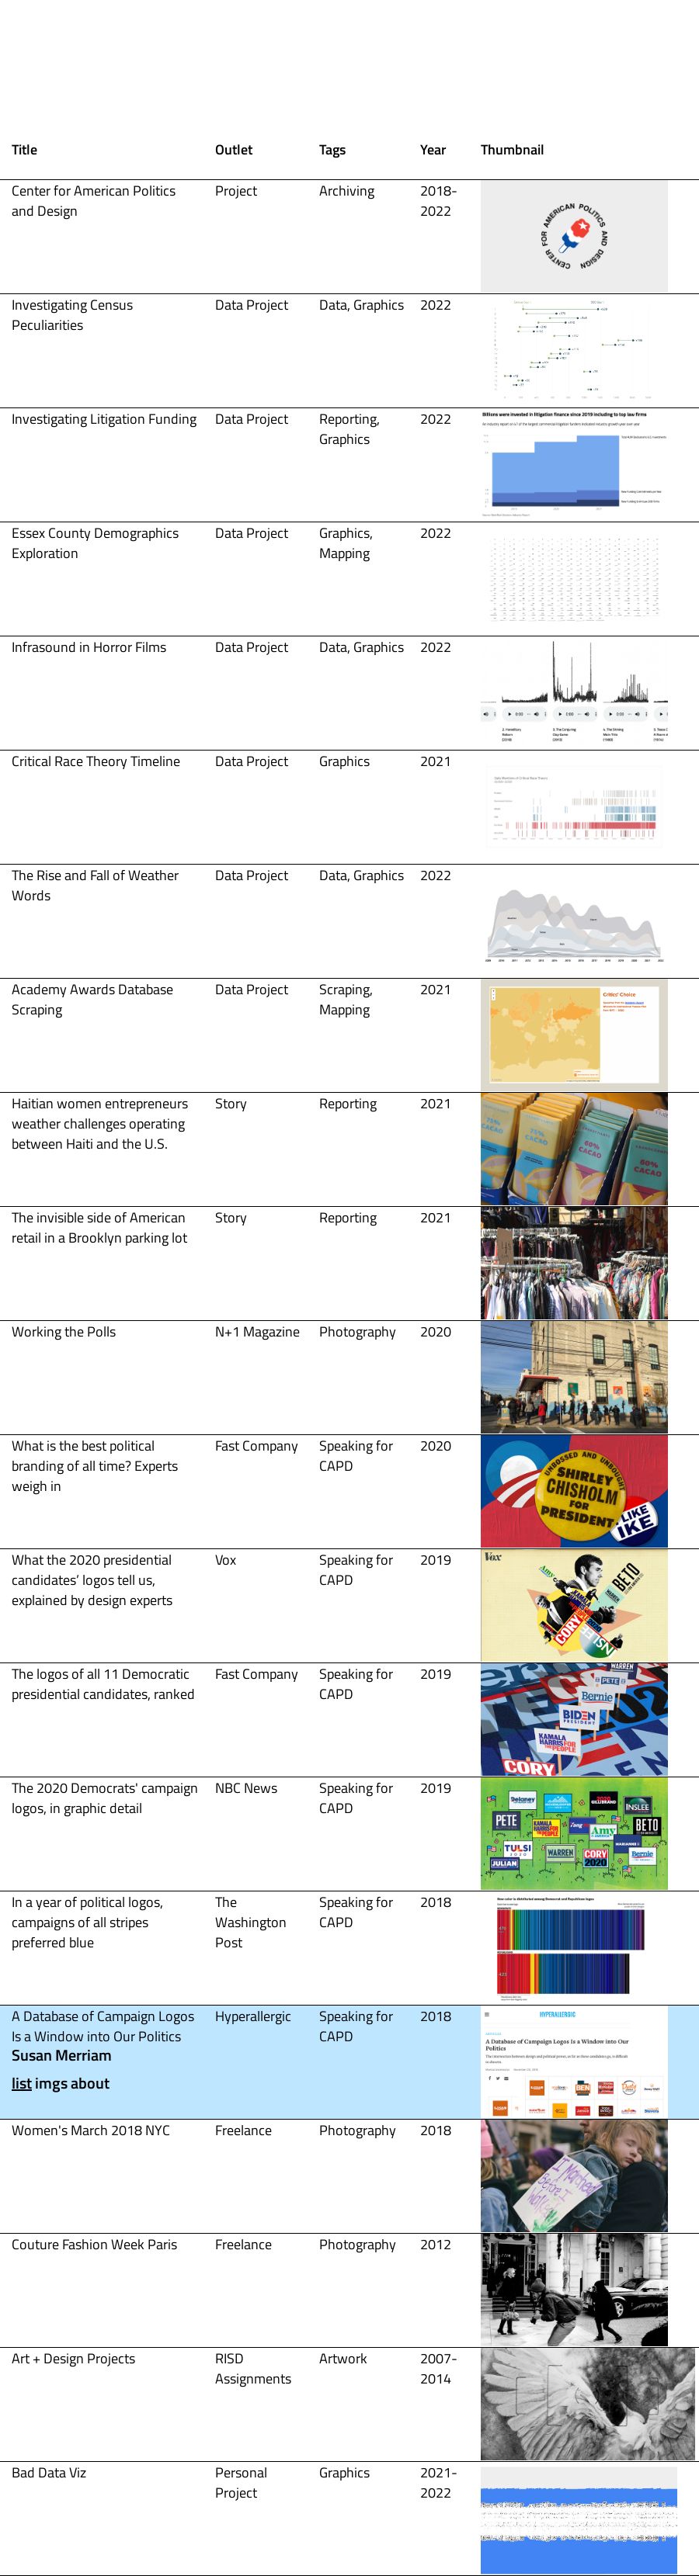 Title Outlet Tags Year Thumbnail
Center for American Politics Project Archiving 2018-
and Design 2022
CENTER FOR AMERICAN POLITICS AND DESIGN
Investigating Census Data Project Data, Graphics 2022
Peculiarities
Investigating Litigation Funding Data Project Reporting, 2022
Graphics
Billions were invested in litigation finance since 2019 including to top law firms
Essex County Demographics Data Project Graphics, 2022
Exploration Mapping
Infrasound in Horror Films Data Project Data, Graphics 2022
Critical Race Theory Timeline Data Project Graphics 2021
The Rise and Fall of Weather Data Project Data, Graphics 2022
Words
Academy Awards Database Data Project Scraping, 2021
Scraping Mapping
Critics' Choice
Haitian women entrepreneurs Story Reporting 2021
weather challenges operating
between Haiti and the U.S.
75% CACAO
60% CACAO
80% CACAO
The invisible side of American Story Reporting 2021
retail in a Brooklyn parking lot
Working the Polls N+1 Magazine Photography 2020
What is the best political Fast Company Speaking for 2020
branding of all time? Experts CAPD
weigh in
UNBOSSED AND UNBOUGHT
SHIRLEY
CHISHOLM
FOR
PRESIDENT
I LIKE
IKE
What the 2020 presidential Vox Speaking for 2019
candidates’ logos tell us, CAPD
explained by design experts
Vox
Amy
KAMALA
BETO
CORY
INSLEE
The logos of all 11 Democratic Fast Company Speaking for 2019
presidential candidates, ranked CAPD
WARREN
PETE
Bernie
BIDEN
PRESIDENT
KAMALA
HARRIS FOR THE PEOPLE
CORY
The 2020 Democrats' campaign NBC News Speaking for 2019
logos, in graphic detail CAPD
Delaney
GILLIBRAND
INSLEE
PETE
KAMALA
HARRIS FOR THE PEOPLE
Amy
BETO
TULSI
2020
WARREN
CORY
2020
Bernie
JULIAN
In a year of political logos, The Speaking for 2018
campaigns of all stripes Washington CAPD
preferred blue Post
A Database of Campaign Logos Hyperallergic Speaking for 2018
Is a Window into Our Politics CAPD
Susan Merriam
list imgs about
HYPERALLERGIC
A Database of Campaign Logos Is a Window into Our
Politics
Women's March 2018 NYC Freelance Photography 2018
I Marched
Before I
Walked
Couture Fashion Week Paris Freelance Photography 2012
Art + Design Projects RISD Artwork 2007-
Assignments 2014
Bad Data Viz Personal Graphics 2021-
Project 2022